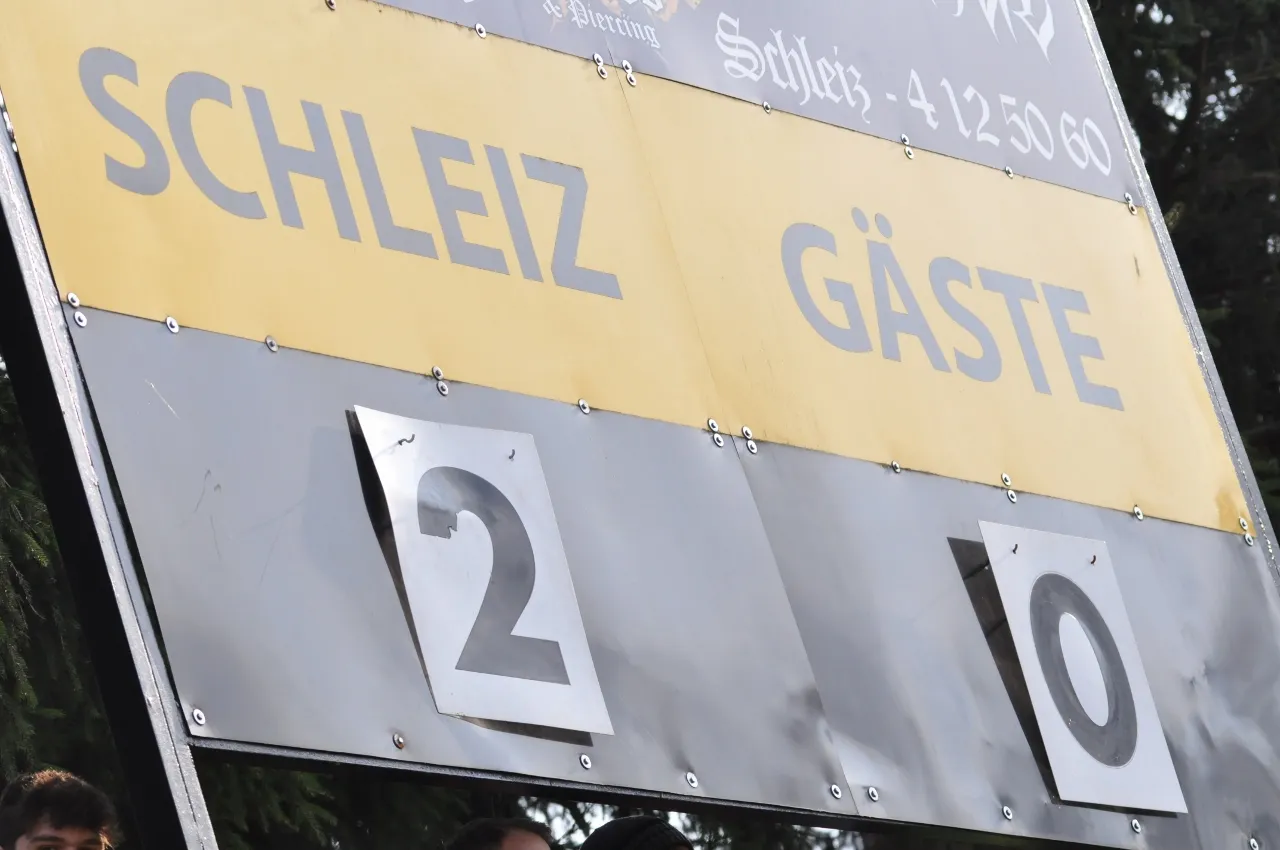 & Piercing
Schleiz - 4 12 50 60
SCHLEIZ GÄSTE
2 0